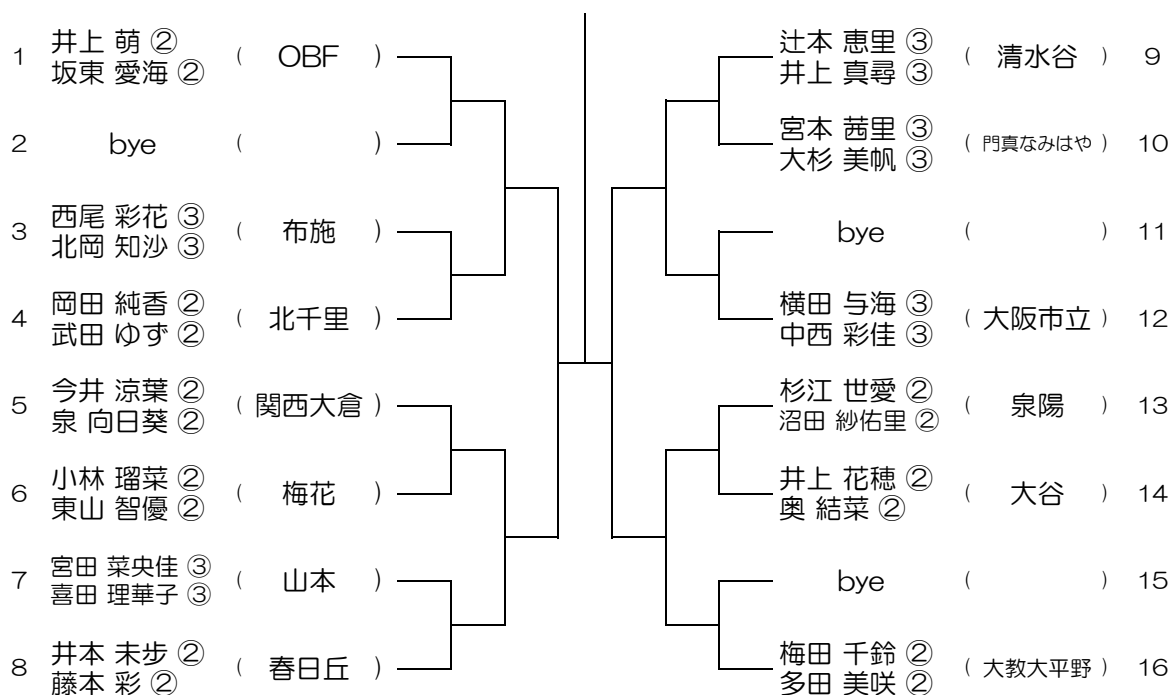 1 井上 萌 ② ( OBF )
坂東 愛海 ②
2 bye ( )
3 西尾 彩花 ③ ( 布施 )
北岡 知沙 ③
4 岡田 純香 ② ( 北千里 )
武田 ゆず ②
5 今井 涼葉 ② ( 関西大倉 )
泉 向日葵 ②
6 小林 瑠菜 ② ( 梅花 )
東山 智優 ②
7 宮田 菜央佳 ③ ( 山本 )
喜田 理華子 ③
8 井本 未歩 ② ( 春日丘 )
藤本 彩 ②
辻本 恵里 ③ ( 清水谷 ) 9
井上 真尋 ③
宮本 茜里 ③ ( 門真なみはや ) 10
大杉 美帆 ③
bye ( ) 11
横田 与海 ③ ( 大阪市立 ) 12
中西 彩佳 ③
杉江 世愛 ② ( 泉陽 ) 13
沼田 紗佑里 ②
井上 花穂 ② ( 大谷 ) 14
奥 結菜 ②
bye ( ) 15
梅田 千鈴 ② ( 大教大平野 ) 16
多田 美咲 ②